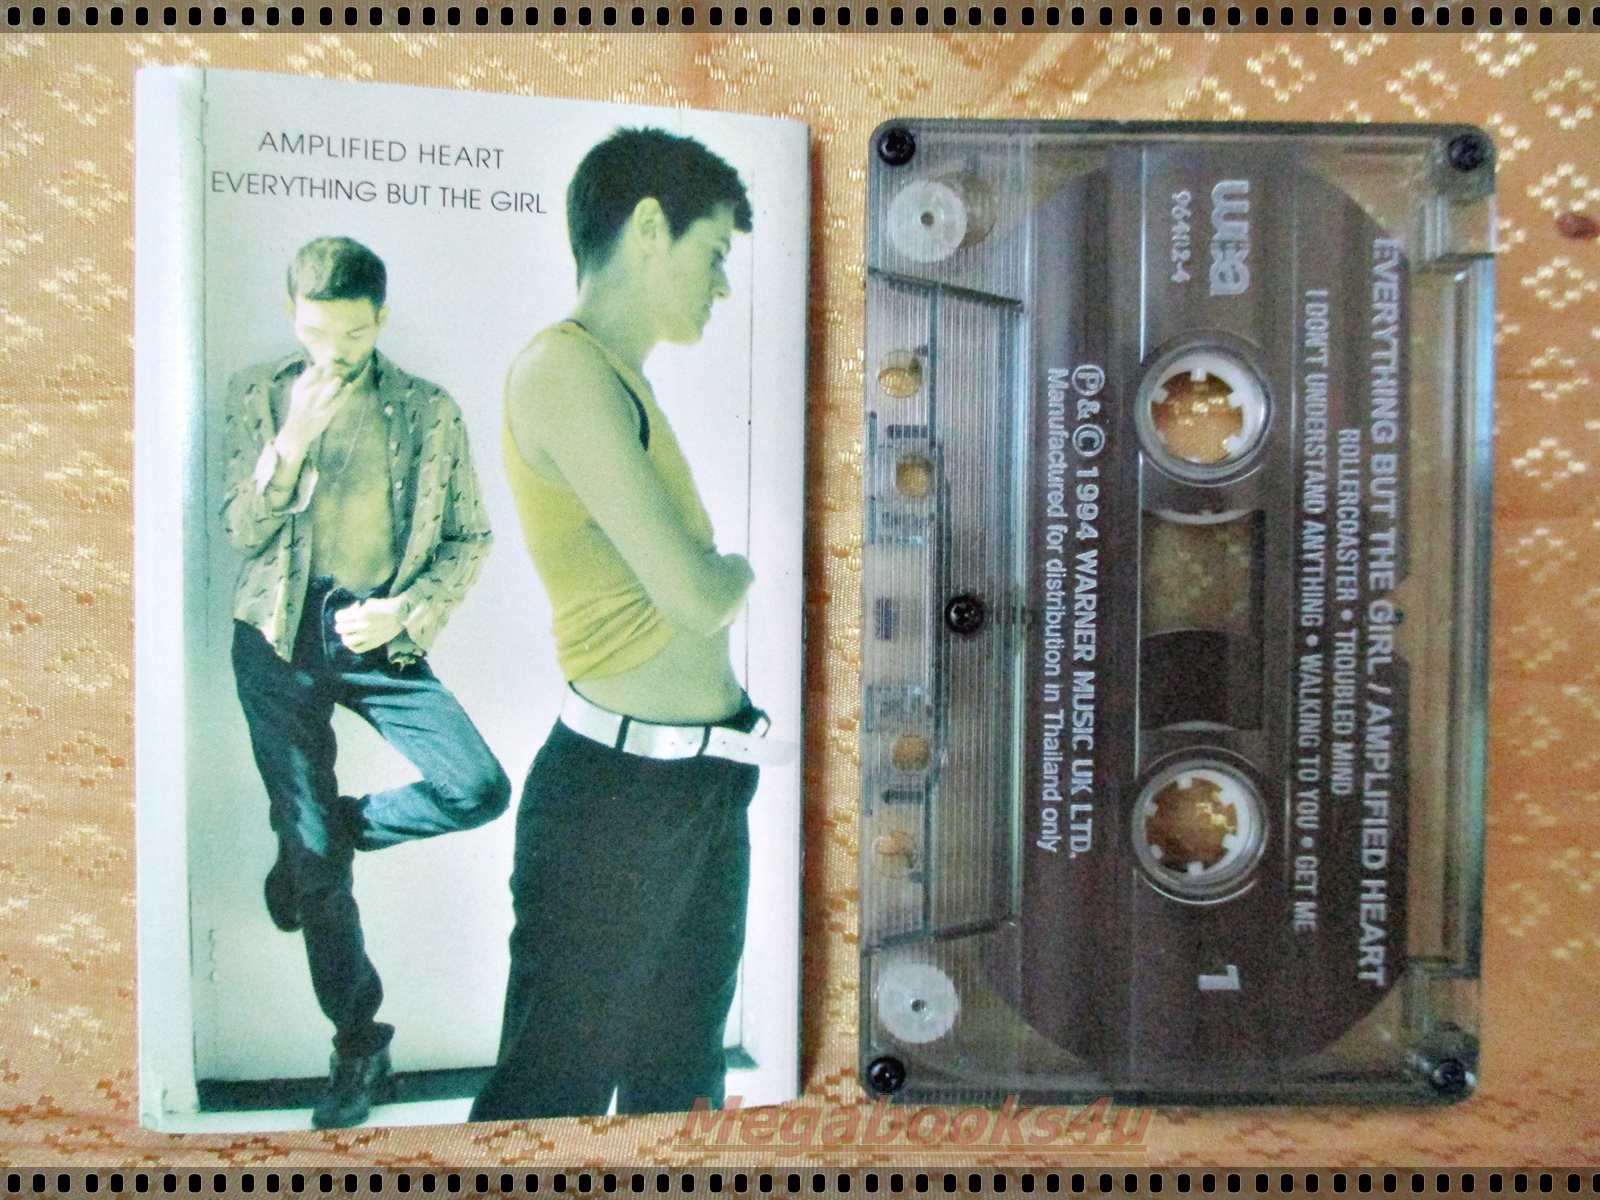 AMPLIFIED HEART
EVERYTHING BUT THE GIRL
EVERYTHING BUT THE GIRL / AMPLIFIED HEART
ROLLERCOASTER • TROUBLED MIND
I DON'T UNDERSTAND ANYTHING • WALKING TO YOU • GET ME
wea
1
Ⓟ & © 1994 WARNER MUSIC UK LTD.
Manufactured for distribution in Thailand only
Megabooks4u